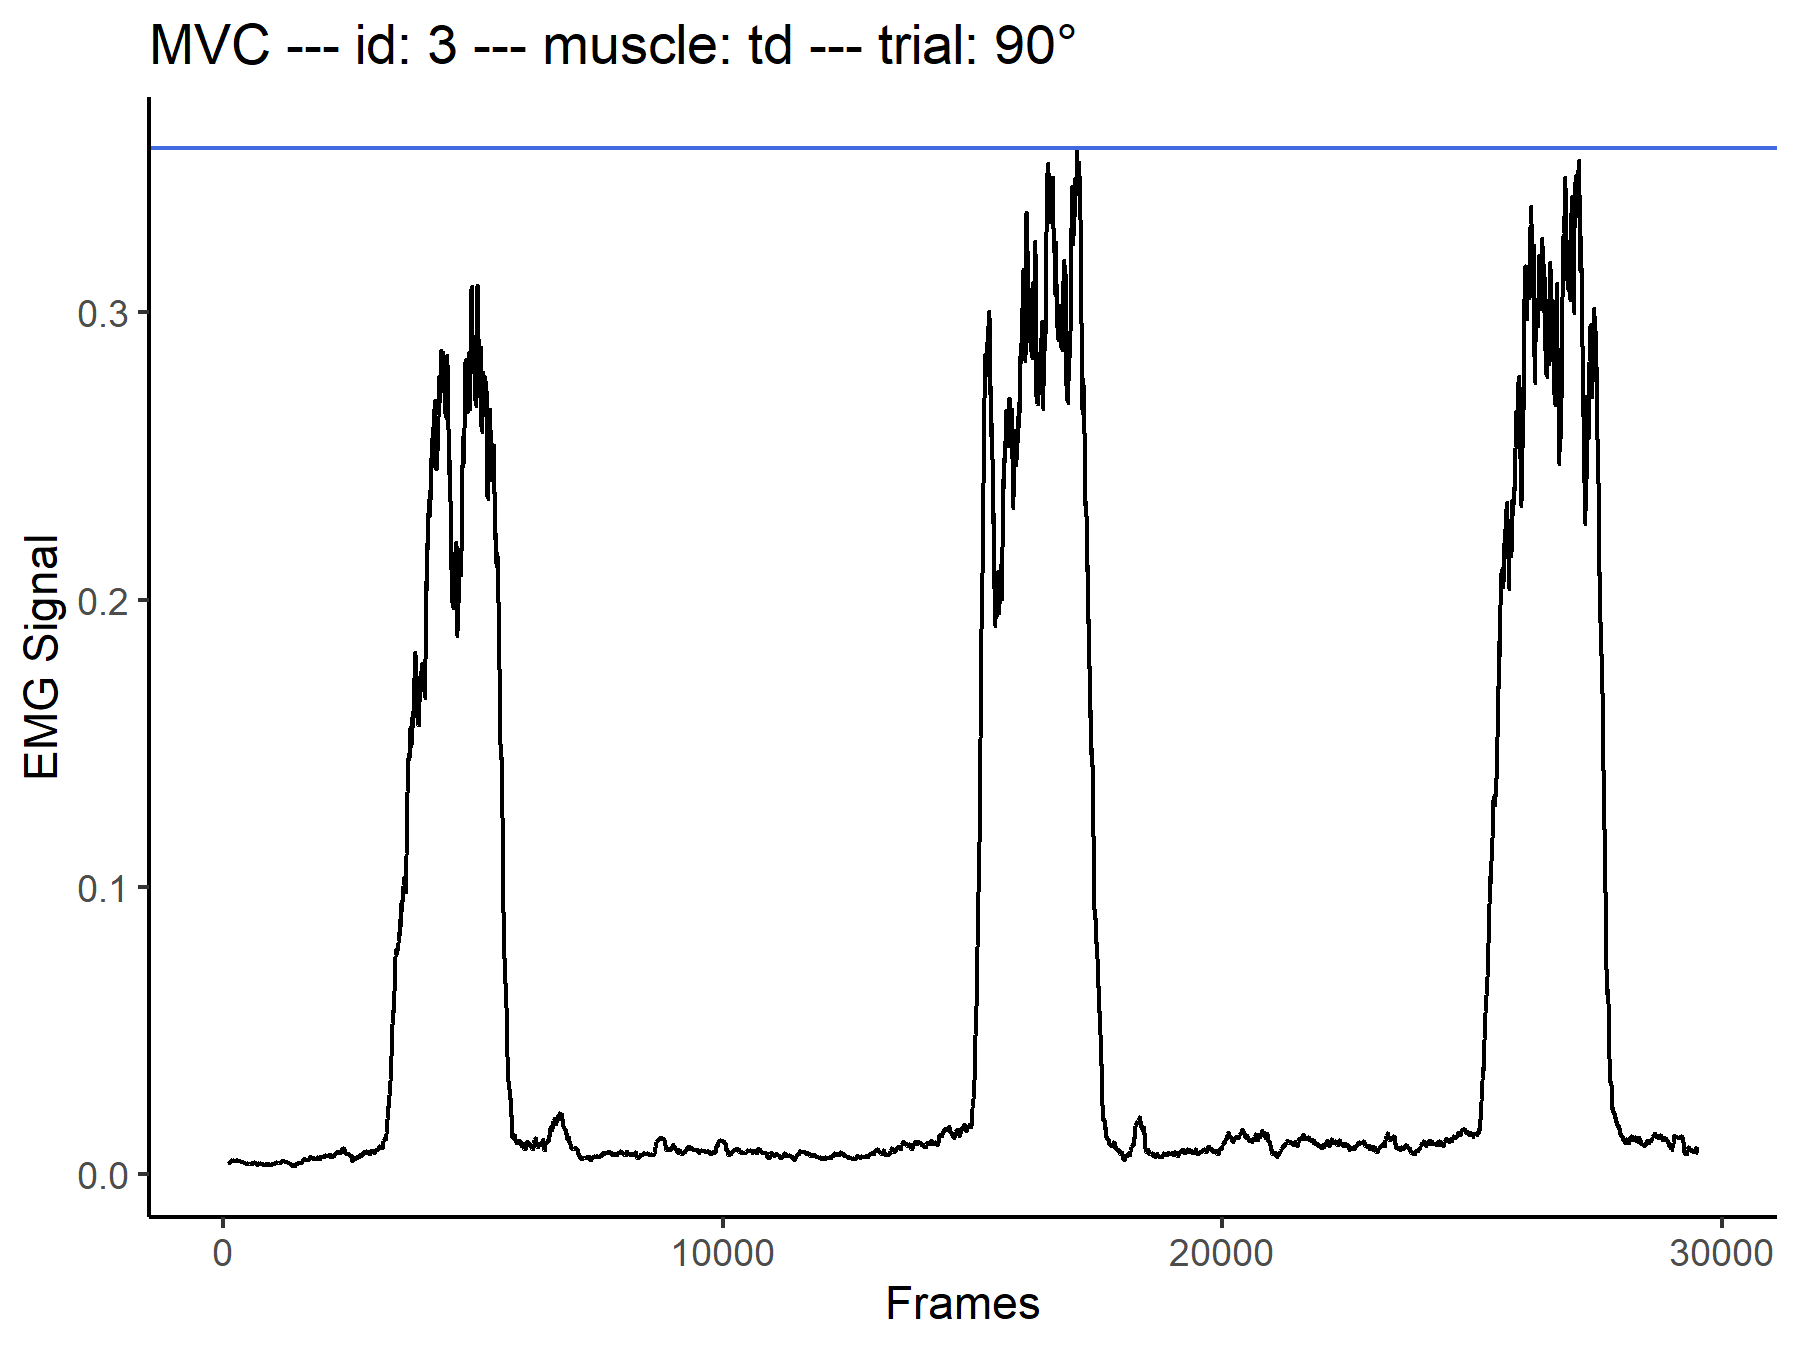 MVC --- id: 3 --- muscle: td --- trial: 90°
EMG Signal
0.3
0.2
0.1
0.0
0
10000
20000
30000
Frames